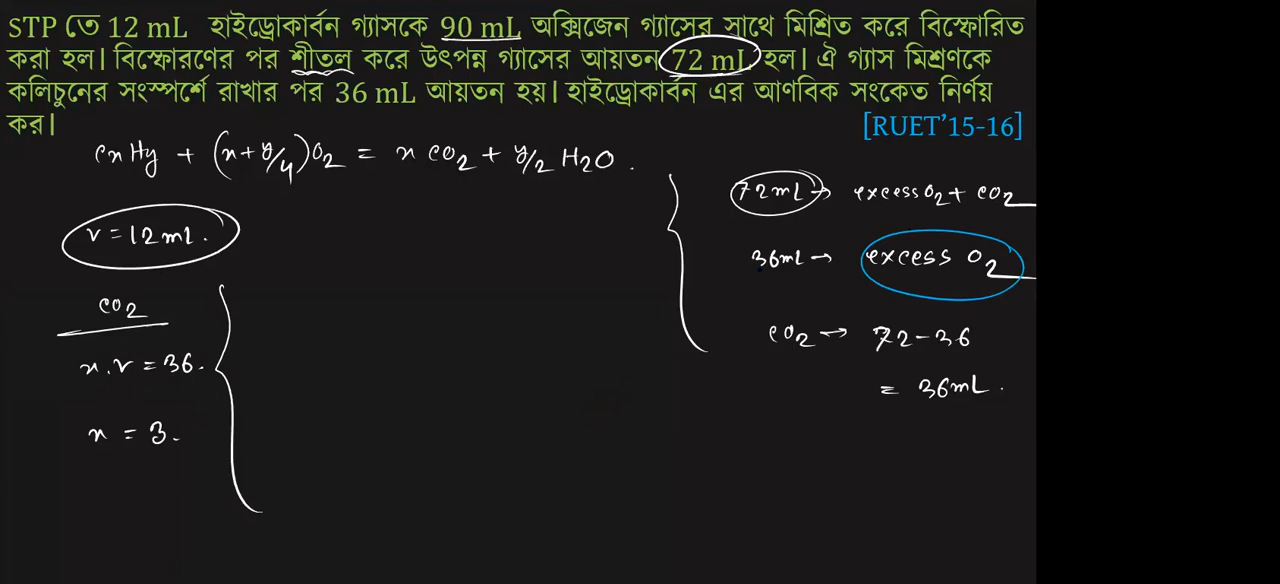 STP তে 12 mL হাইড্রোকার্বন গ্যাসকে 90 mL অক্সিজেন গ্যাসের সাথে মিশ্রিত করে বিস্ফোরিত
করা হল। বিস্ফোরণের পর শীতল করে উৎপন্ন গ্যাসের আয়তন 72 mL হল। ঐ গ্যাস মিশ্রণকে
কলিচুনের সংস্পর্শে রাখার পর 36 mL আয়তন হয়। হাইড্রোকার্বন এর আণবিক সংকেত নির্ণয়
কর।
[RUET’15-16]
CxHy + (x+y/4)O2 = x CO2 + y/2 H2O.
V = 12 ml.
CO2
x.V = 36.
x = 3.
72ml → excess O2 + CO2
36ml → excess O2
CO2 → 72-36
= 36mL.